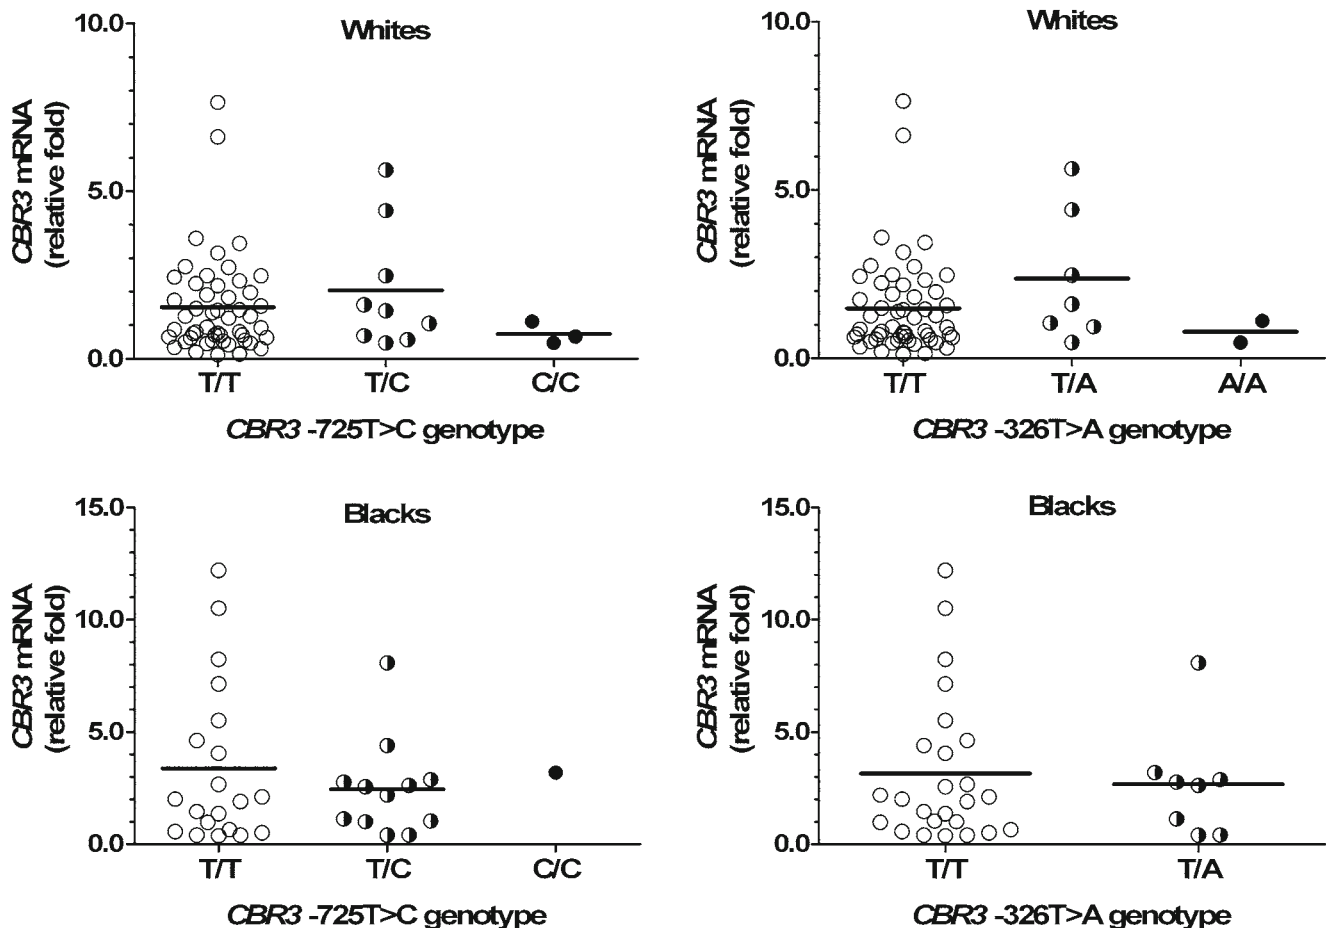 Whites
CBR3 mRNA
(relative fold)
10.0
5.0
0.0
T/T T/C C/C
CBR3 -725T>C genotype
Whites
CBR3 mRNA
(relative fold)
10.0
5.0
0.0
T/T T/A A/A
CBR3 -326T>A genotype
Blacks
CBR3 mRNA
(relative fold)
15.0
10.0
5.0
0.0
T/T T/C C/C
CBR3 -725T>C genotype
Blacks
CBR3 mRNA
(relative fold)
15.0
10.0
5.0
0.0
T/T T/A
CBR3 -326T>A genotype